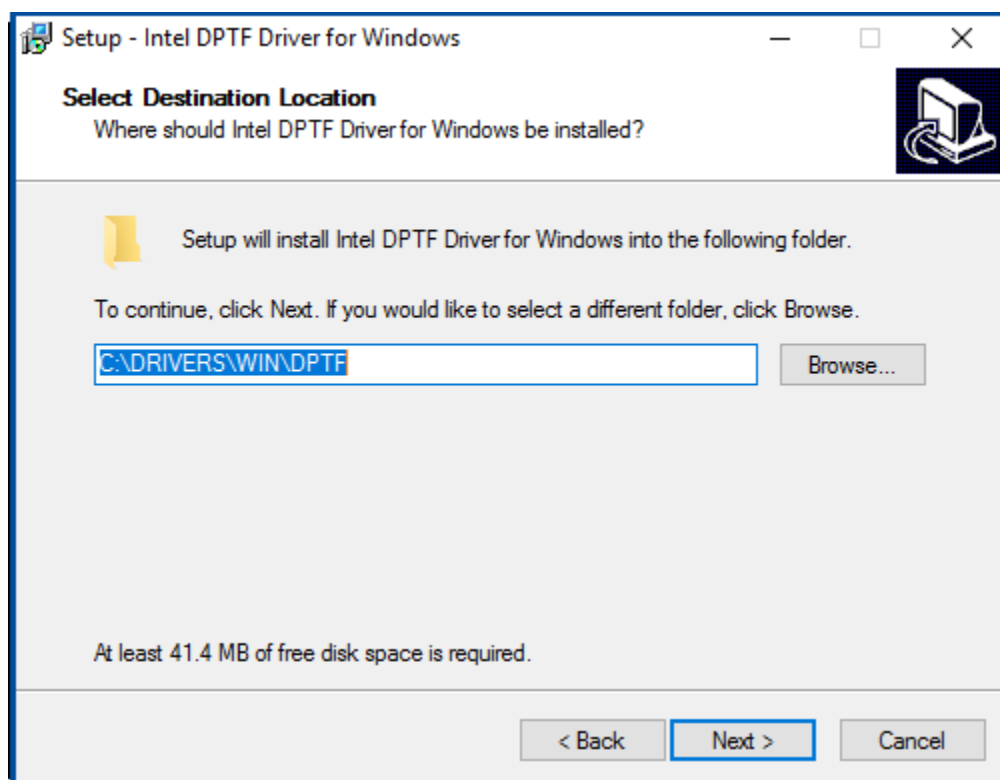 Setup - Intel DPTF Driver for Windows
Select Destination Location
Where should Intel DPTF Driver for Windows be installed?
Setup will install Intel DPTF Driver for Windows into the following folder.
To continue, click Next. If you would like to select a different folder, click Browse.
C:\DRIVERS\WIN\DPTF
Browse...
At least 41.4 MB of free disk space is required.
< Back
Next >
Cancel